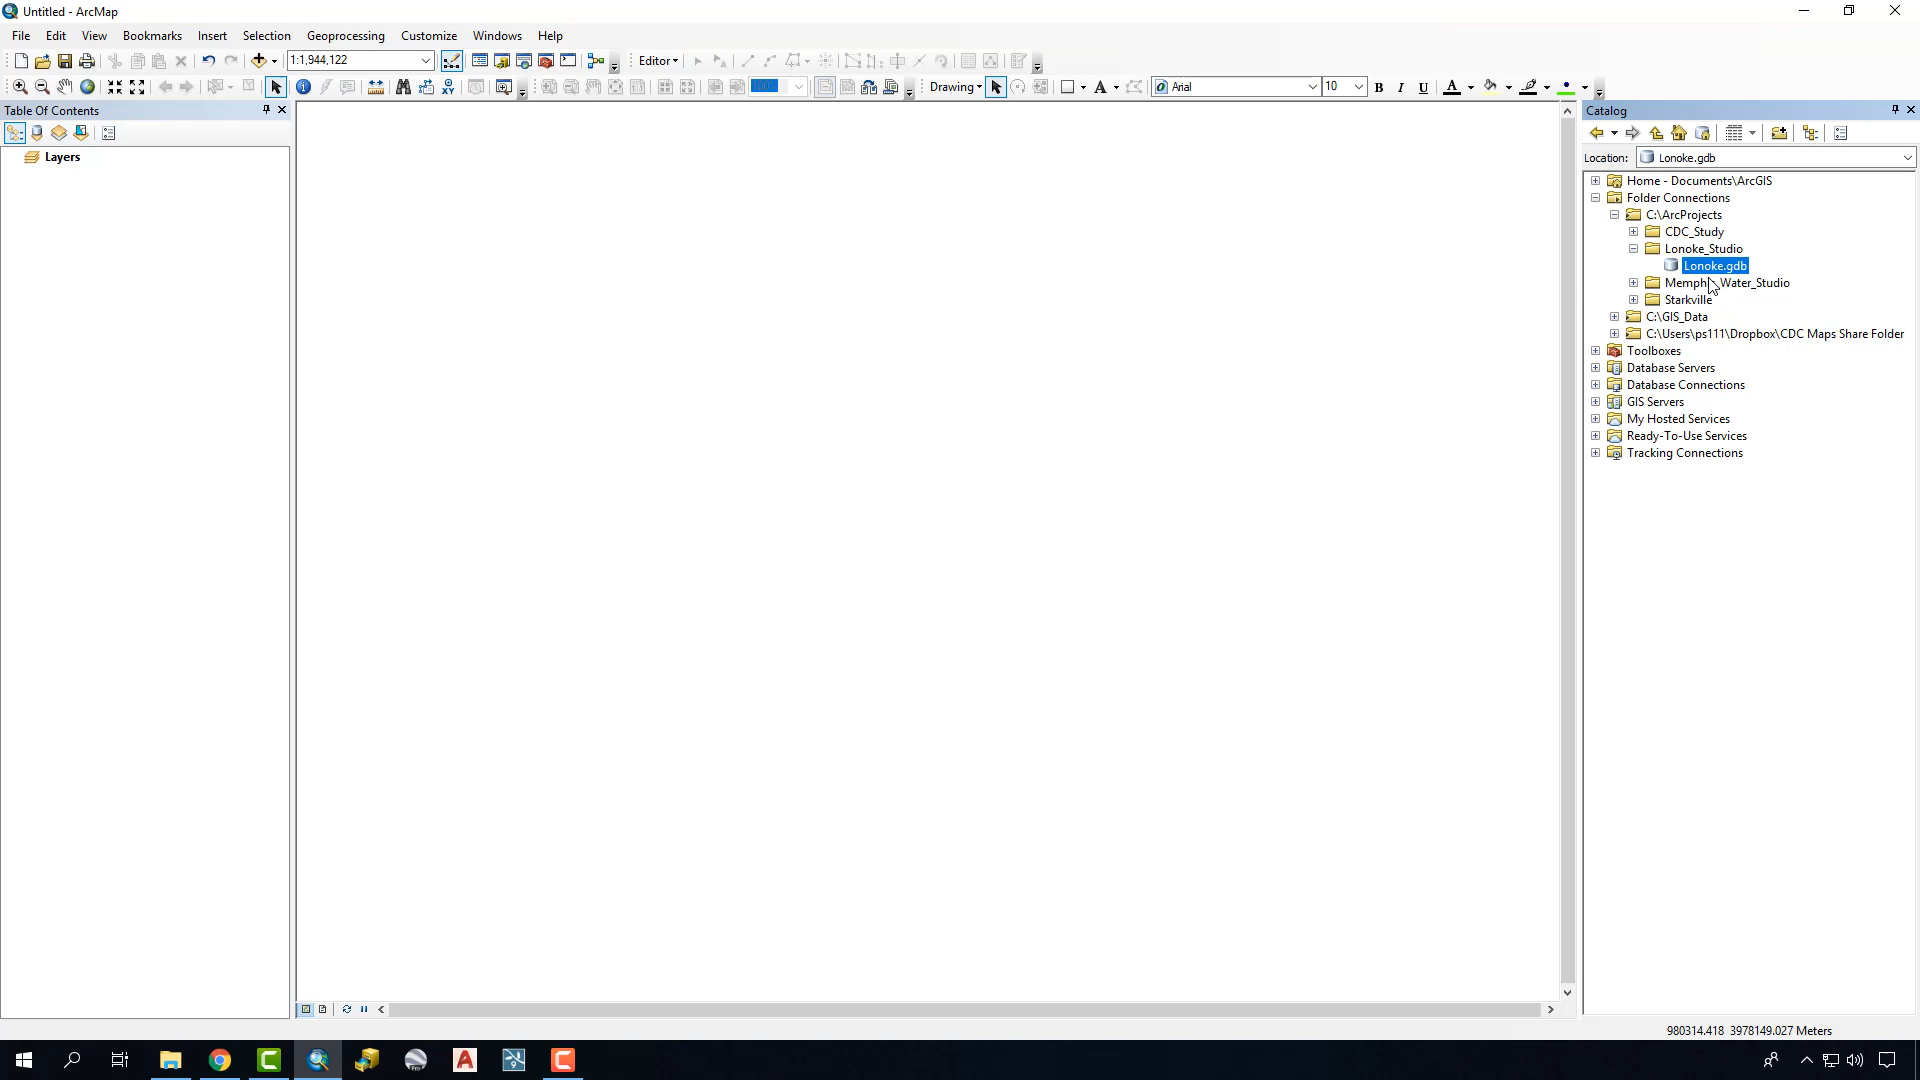 Untitled - ArcMap
File Edit View Bookmarks Insert Selection Geoprocessing Customize Windows Help
1:1,944,122 Editor
Drawing Arial 10 B I U A
Table Of Contents
Layers
Catalog
Location: Lonoke.gdb
Home - Documents\ArcGIS
Folder Connections
C:\ArcProjects
CDC_Study
Lonoke_Studio
Lonoke.gdb
Water_Studio
Starkville
C:\GIS_Data
C:\Users\ps111\Dropbox\CDC Maps Share Folder
Toolboxes
Database Servers
Database Connections
GIS Servers
My Hosted Services
Ready-To-Use Services
Tracking Connections
980314.418 3978149.027 Meters